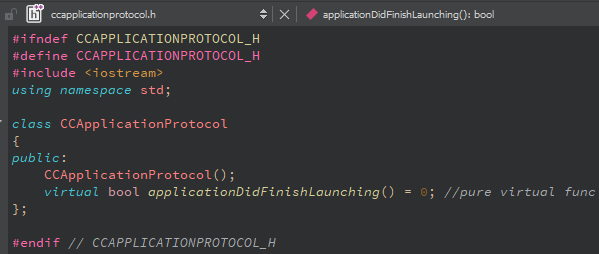 ccapplicationprotocol.h applicationDidFinishLaunching(): bool
#ifndef CCAPPLICATIONPROTOCOL_H
#define CCAPPLICATIONPROTOCOL_H
#include <iostream>
using namespace std;
class CCApplicationProtocol
{
public:
CCApplicationProtocol();
virtual bool applicationDidFinishLaunching() = 0; //pure virtual func
};
#endif // CCAPPLICATIONPROTOCOL_H